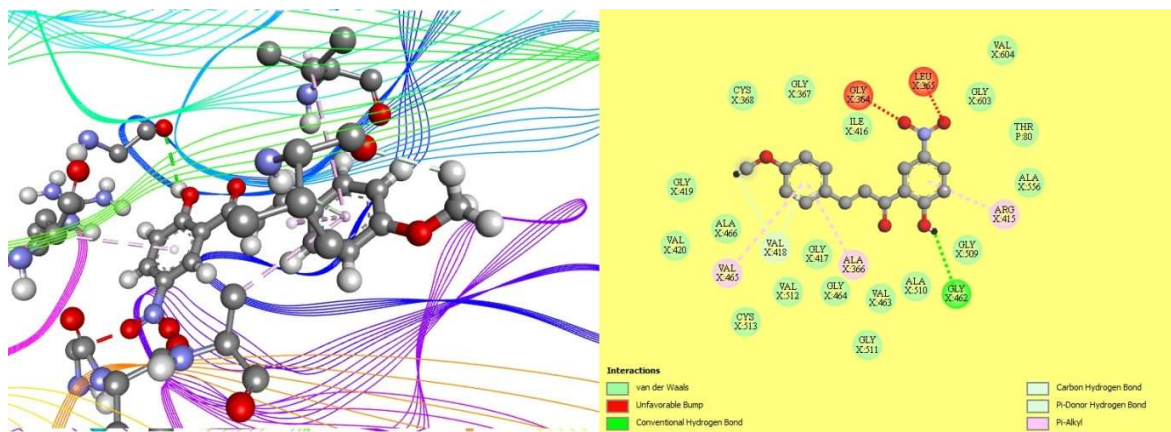 VAL
X:604
LEU
X:365
GLY
X:367
CYS
X:368
GLY
X:364
GLY
X:603
ILE
X:416
THR
P:80
GLY
X:419
ALA
X:556
ARG
X:415
ALA
X:466
VAL
X:420
VAL
X:418
GLY
X:417
ALA
X:366
GLY
X:509
VAL
X:465
VAL
X:512
GLY
X:464
VAL
X:463
ALA
X:510
GLY
X:462
CYS
X:513
GLY
X:511
Interactions
van der Waals
Unfavorable Bump
Conventional Hydrogen Bond
Carbon Hydrogen Bond
Pi-Donor Hydrogen Bond
Pi-Alkyl